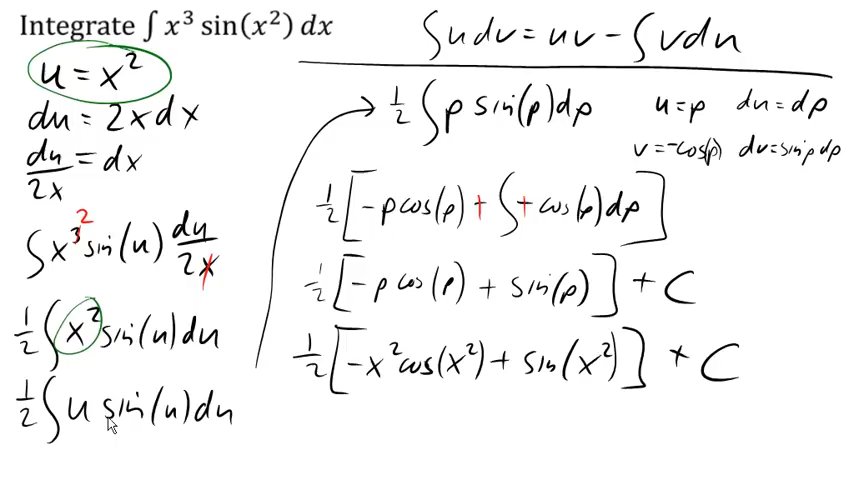 Integrate ∫ x³ sin(x²) dx
u = x²
du = 2x dx
du/2x = dx
∫ x³ 2 sin(u) du/2x
1/2 ∫ x² sin(u) du
1/2 ∫ u sin(u) du
∫ u dv = uv − ∫ v du
1/2 ∫ p sin(p) dp   u = p   du = dp
v = −cos(p)   dv = sin p dp
1/2 [−p cos(p) + ∫ + cos(p) dp]
1/2 [−p cos(p) + sin(p)] + C
1/2 [−x² cos(x²) + sin(x²)] + C